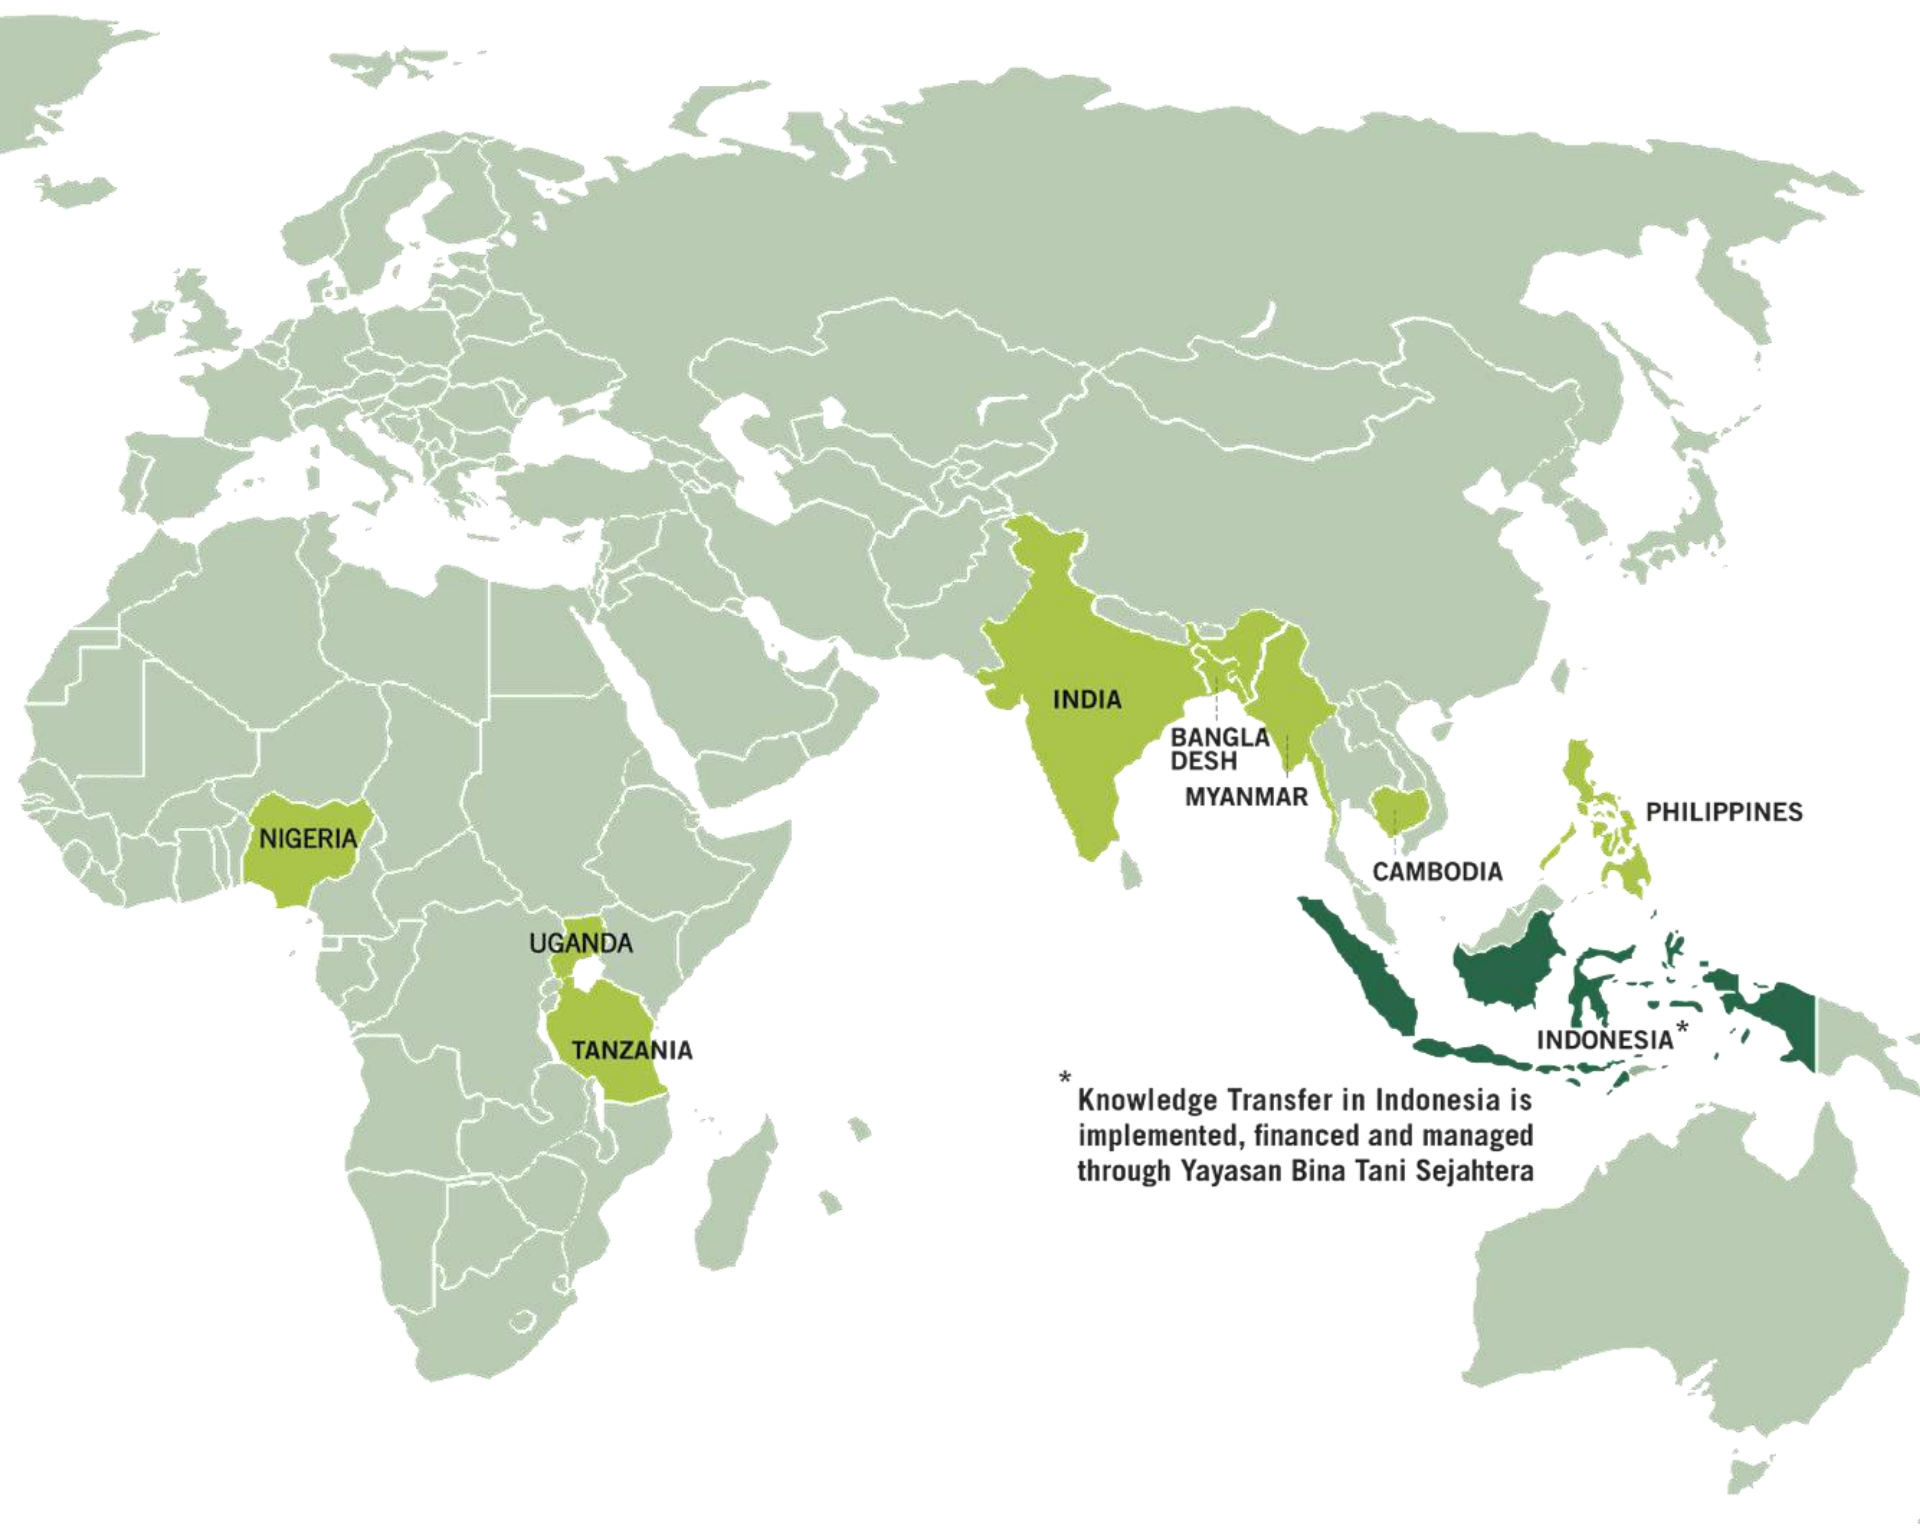 INDIA
BANGLA
DESH
MYANMAR
PHILIPPINES
NIGERIA
CAMBODIA
UGANDA
INDONESIA*
TANZANIA
*
Knowledge Transfer in Indonesia is
implemented, financed and managed
through Yayasan Bina Tani Sejahtera